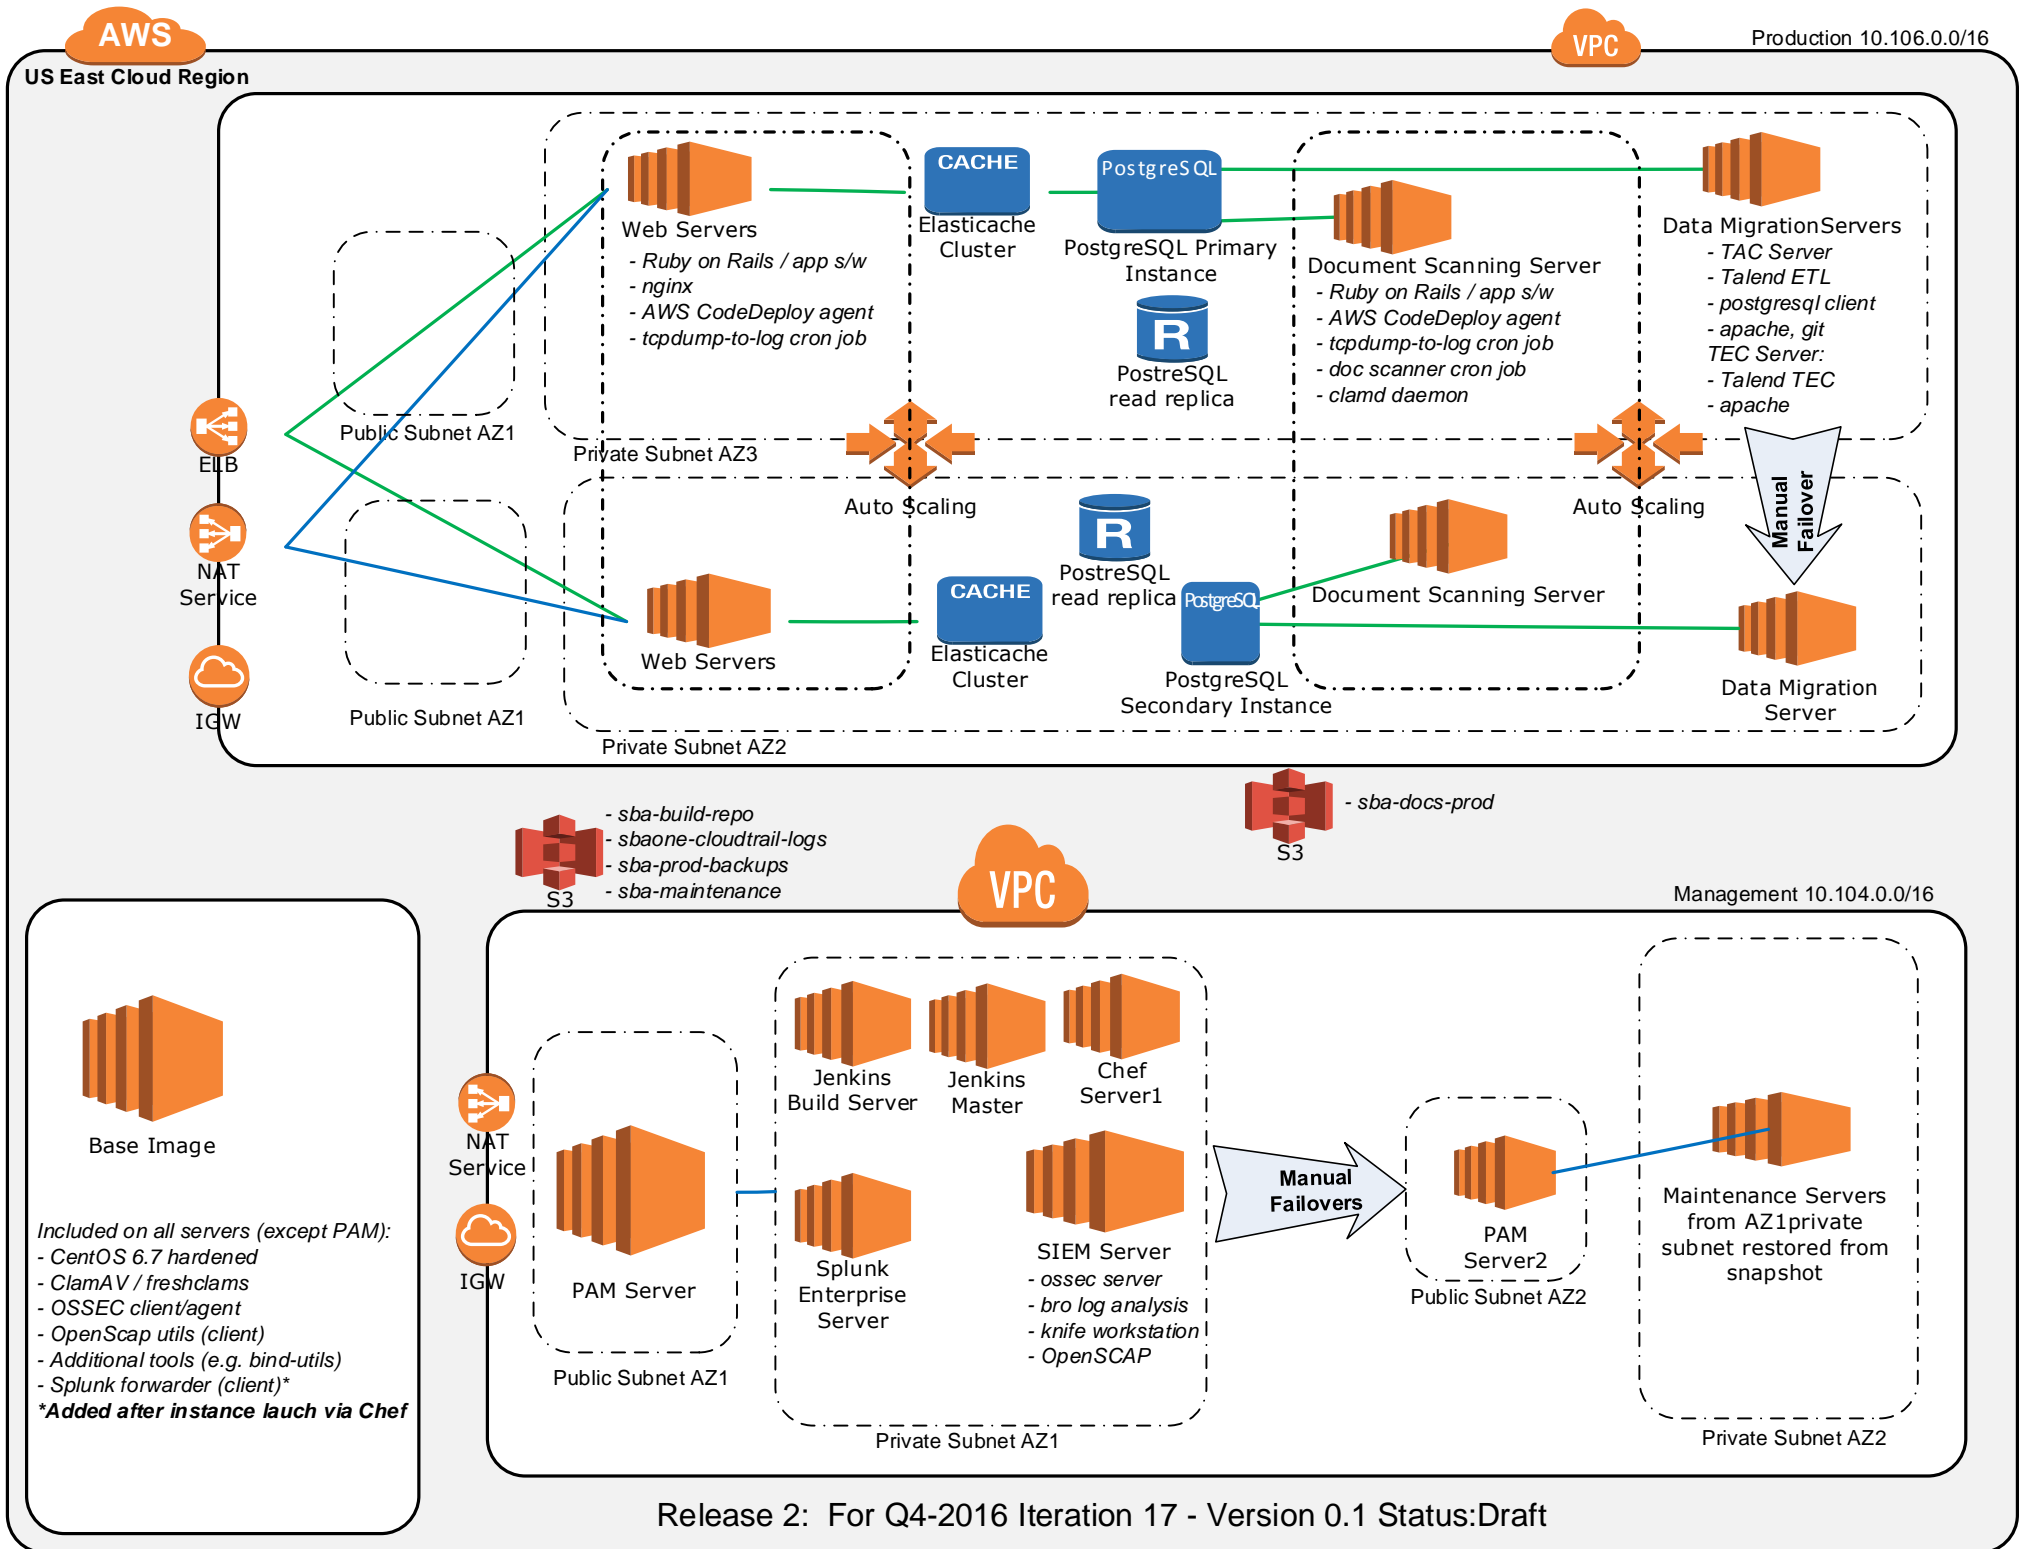 AWS
VPC
Production 10.106.0.0/16
US East Cloud Region
Web Servers
- Ruby on Rails / app s/w
- nginx
- AWS CodeDeploy agent
- tcpdump-to-log cron job
CACHE
Elasticache
Cluster
PostgreSQL
PostgreSQL Primary
Instance
R
PostreSQL
read replica
Document Scanning Server
- Ruby on Rails / app s/w
- AWS CodeDeploy agent
- tcpdump-to-log cron job
- doc scanner cron job
- clamd daemon
Data MigrationServers
- TAC Server
- Talend ETL
- postgresql client
- apache, git
TEC Server:
- Talend TEC
- apache
Public Subnet AZ1
Private Subnet AZ3
ELB
NAT
Service
IGW
Auto Scaling
Auto Scaling
Manual
Failover
R
PostreSQL
read replica
Web Servers
CACHE
Elasticache
Cluster
PostgreSQL
PostgreSQL
Secondary Instance
Document Scanning Server
Data Migration
Server
Public Subnet AZ1
Private Subnet AZ2
S3
- sba-build-repo
- sbaone-cloudtrail-logs
- sba-prod-backups
- sba-maintenance
S3
- sba-docs-prod
VPC
Management 10.104.0.0/16
Base Image
Included on all servers (except PAM):
- CentOS 6.7 hardened
- ClamAV / freshclams
- OSSEC client/agent
- OpenScap utils (client)
- Additional tools (e.g. bind-utils)
- Splunk forwarder (client)*
*Added after instance lauch via Chef
NAT
Service
IGW
PAM Server
Public Subnet AZ1
Jenkins
Build Server
Jenkins
Master
Chef
Server1
Splunk
Enterprise
Server
SIEM Server
- ossec server
- bro log analysis
- knife workstation
- OpenSCAP
Private Subnet AZ1
Manual
Failovers
PAM
Server2
Public Subnet AZ2
Maintenance Servers
from AZ1private
subnet restored from
snapshot
Private Subnet AZ2
Release 2:  For Q4-2016 Iteration 17 - Version 0.1 Status:Draft